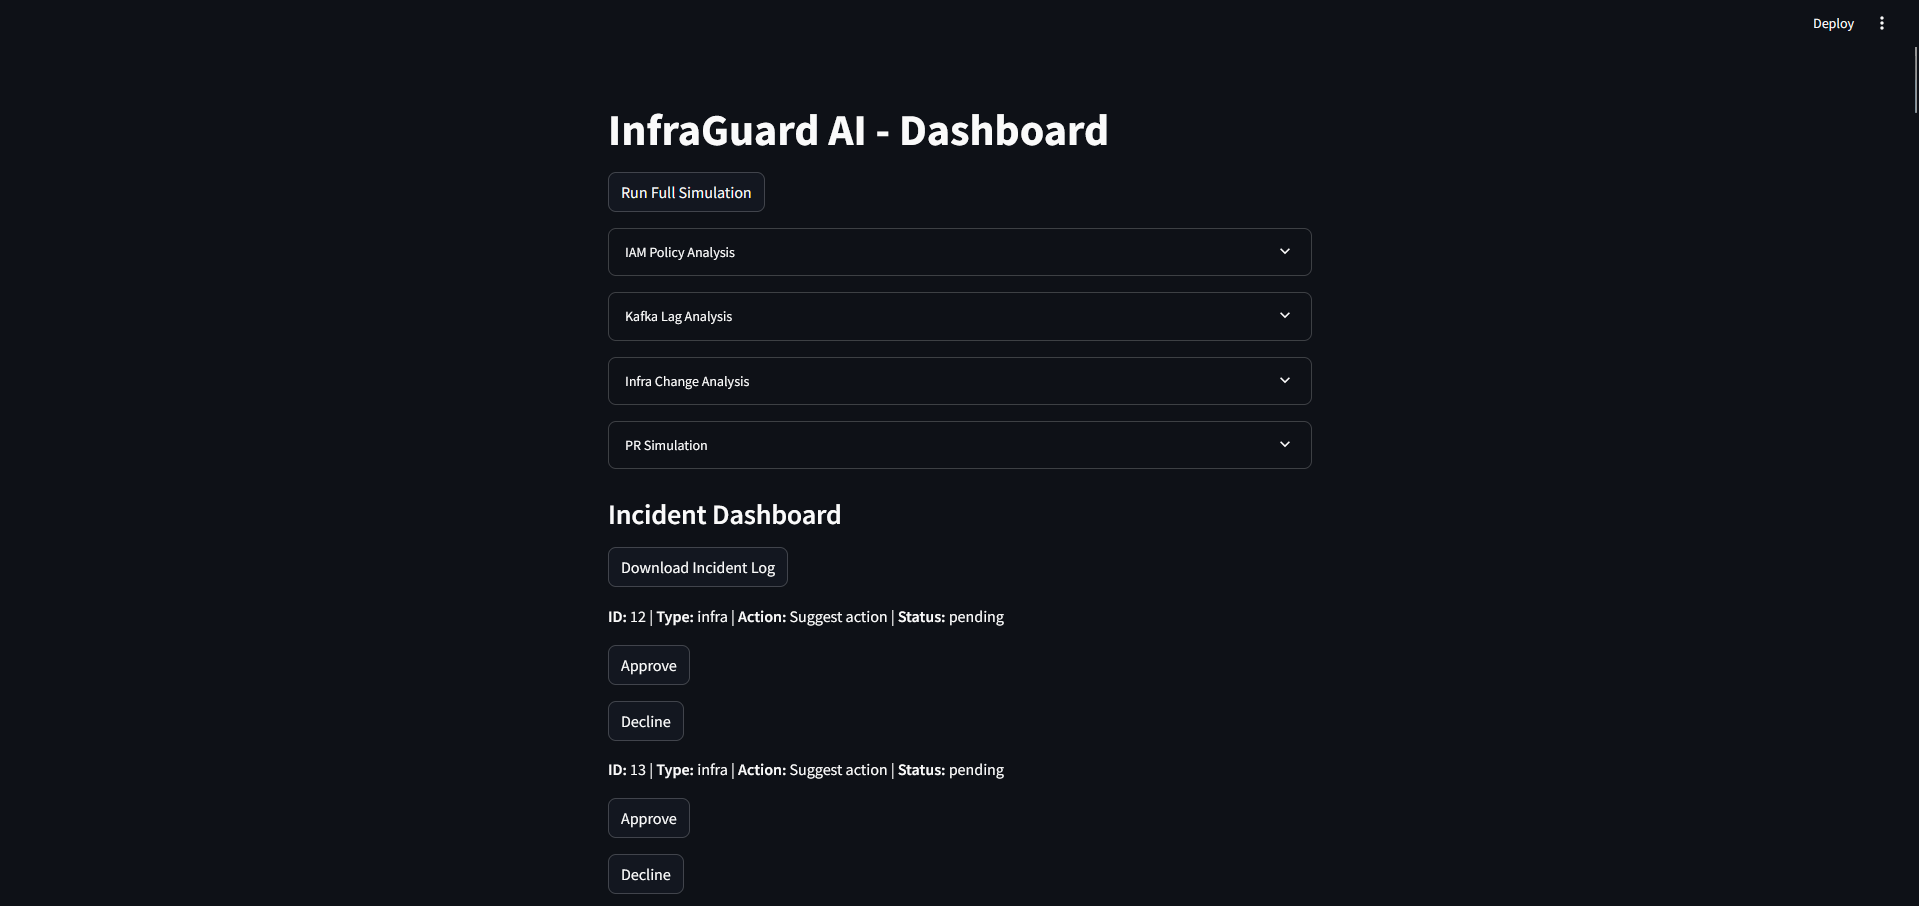 Deploy
InfraGuard AI - Dashboard
Run Full Simulation
IAM Policy Analysis
Kafka Lag Analysis
Infra Change Analysis
PR Simulation
Incident Dashboard
Download Incident Log
ID: 12 | Type: infra | Action: Suggest action | Status: pending
Approve
Decline
ID: 13 | Type: infra | Action: Suggest action | Status: pending
Approve
Decline